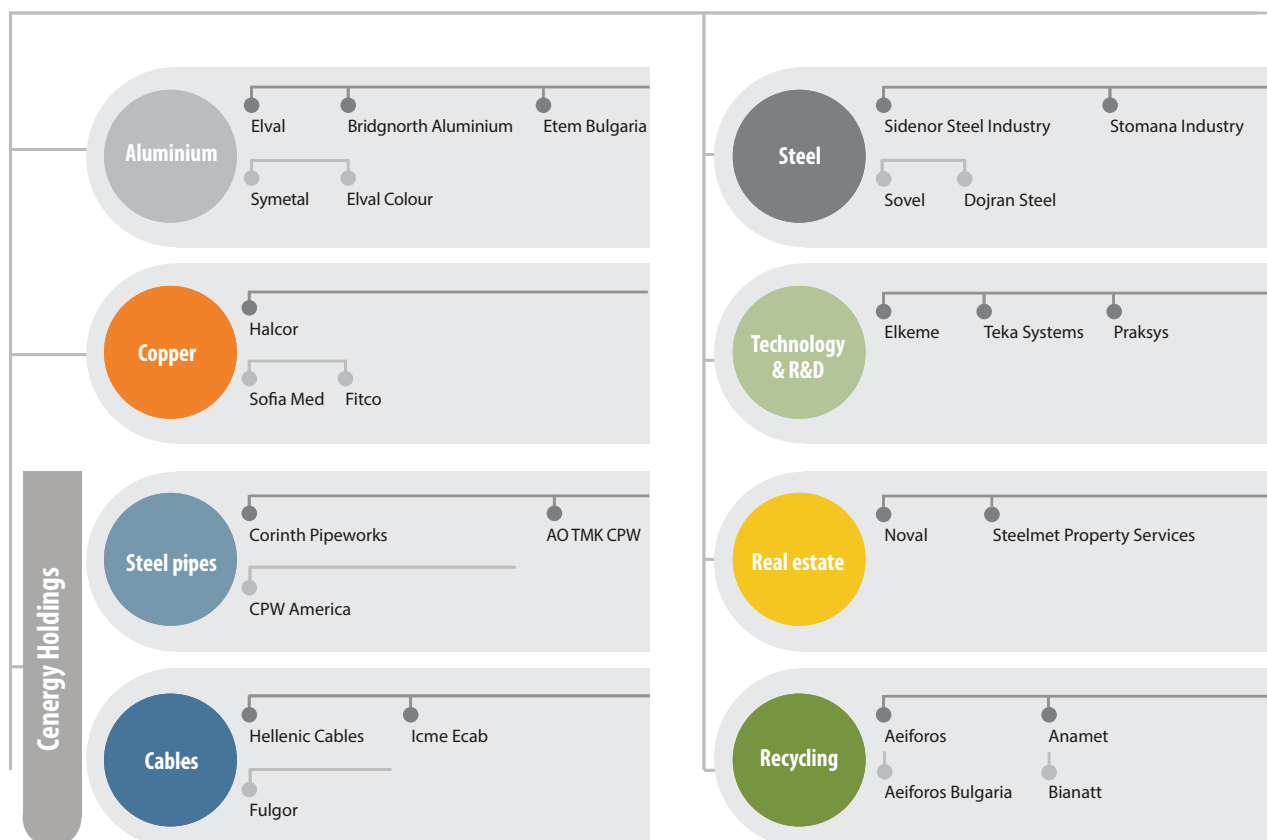 Aluminium
Elval
Bridgnorth Aluminium
Etem Bulgaria
Symetal
Elval Colour
Copper
Halcor
Sofia Med
Fitco
Cenergy Holdings
Steel pipes
Corinth Pipeworks
AO TMK CPW
CPW America
Cables
Hellenic Cables
Icme Ecab
Fulgor
Steel
Sidenor Steel Industry
Stomana Industry
Sovel
Dojran Steel
Technology
& R&D
Elkeme
Teka Systems
Praksys
Real estate
Noval
Steelmet Property Services
Recycling
Aeiforos
Anamet
Aeiforos Bulgaria
Bianatt